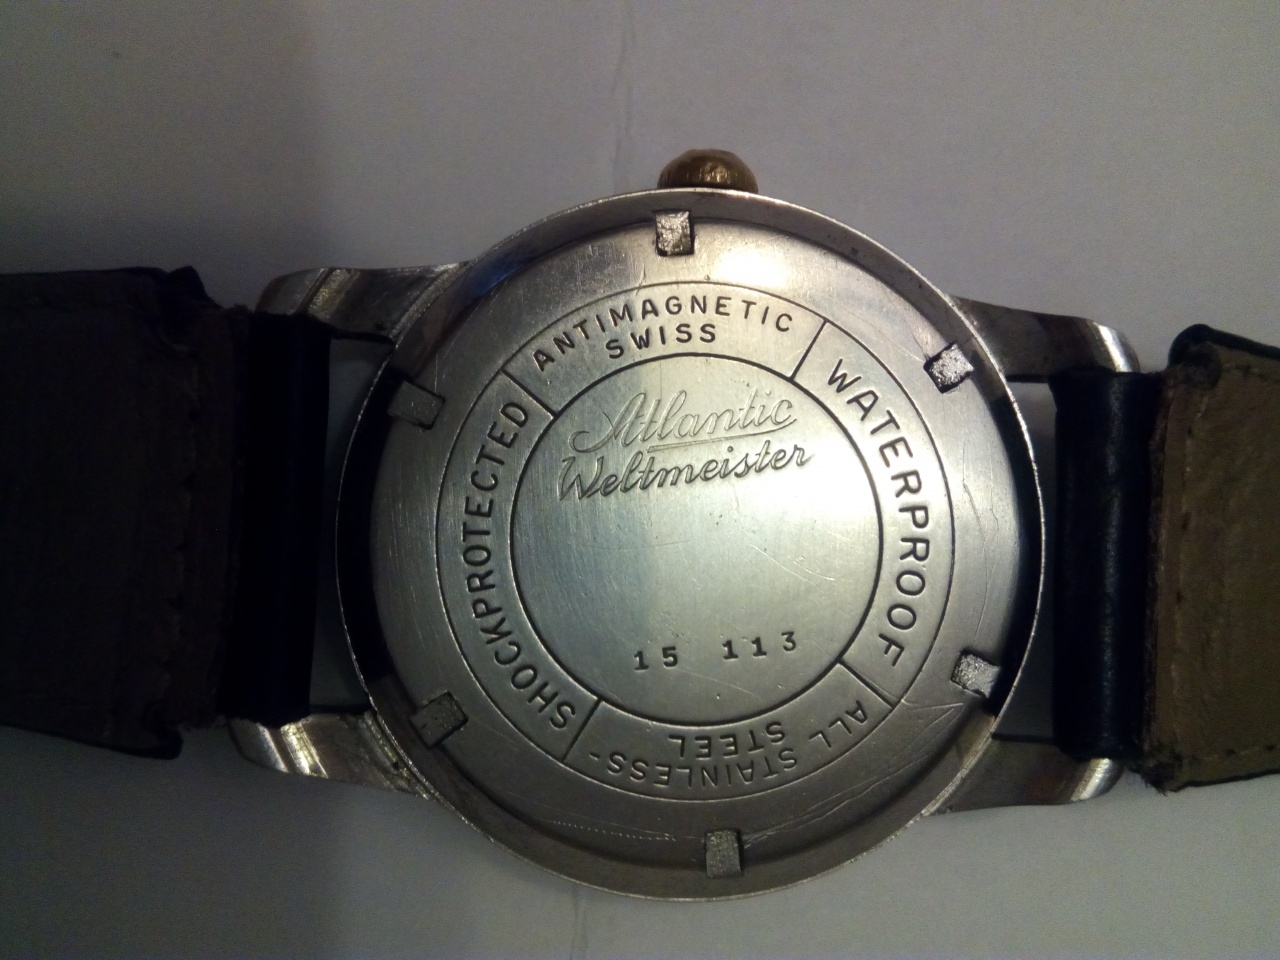 ANTIMAGNETIC
SWISS
WATERPROOF
ALL STAINLESS-
STEEL
SHOCKPROTECTED
Atlantic
Weltmeister
15 113